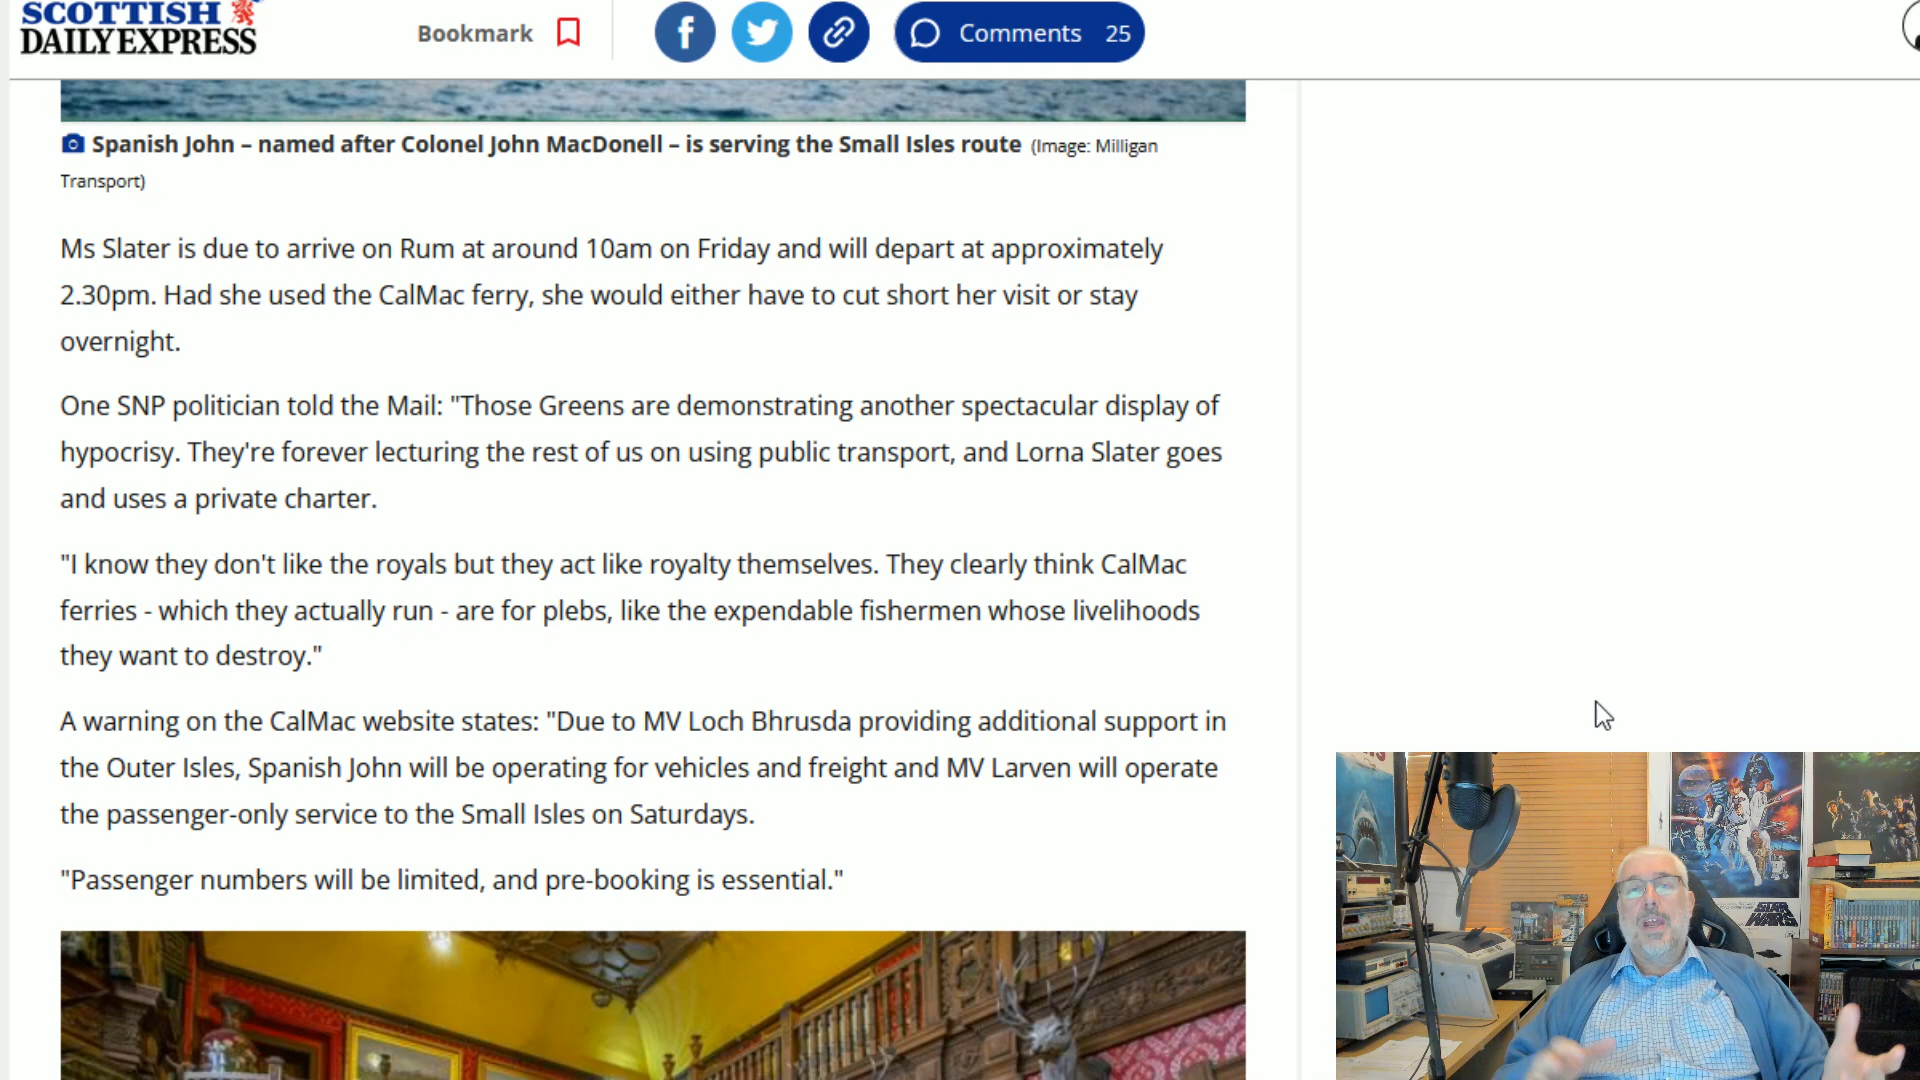 SCOTTISH
DAILY EXPRESS
Bookmark
Comments 25
Spanish John – named after Colonel John MacDonell – is serving the Small Isles route (Image: Milligan
Transport)
Ms Slater is due to arrive on Rum at around 10am on Friday and will depart at approximately
2.30pm. Had she used the CalMac ferry, she would either have to cut short her visit or stay
overnight.
One SNP politician told the Mail: "Those Greens are demonstrating another spectacular display of
hypocrisy. They're forever lecturing the rest of us on using public transport, and Lorna Slater goes
and uses a private charter.
"I know they don't like the royals but they act like royalty themselves. They clearly think CalMac
ferries - which they actually run - are for plebs, like the expendable fishermen whose livelihoods
they want to destroy."
A warning on the CalMac website states: "Due to MV Loch Bhrusda providing additional support in
the Outer Isles, Spanish John will be operating for vehicles and freight and MV Larven will operate
the passenger-only service to the Small Isles on Saturdays.
"Passenger numbers will be limited, and pre-booking is essential."
STAR
WARS